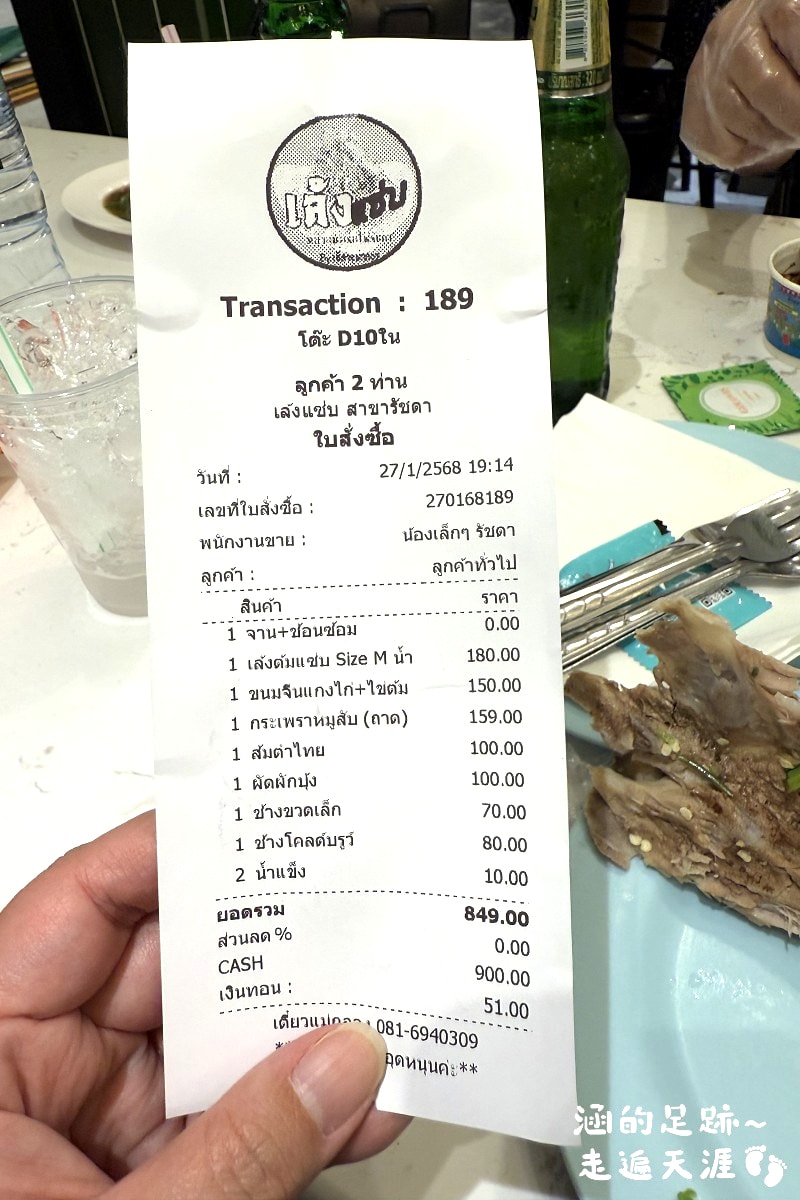 เล้งแซ่บ
Transaction : 189
โต๊ะ D10ใน
ลูกค้า 2 ท่าน
เล้งแซ่บ สาขารัชดา
ใบสั่งซื้อ
วันที่ : 27/1/2568 19:14
เลขที่ใบสั่งซื้อ : 270168189
พนักงานขาย : น้องเล็กๆ รัชดา
ลูกค้า : ลูกค้าทั่วไป
สินค้า ราคา
1 จาน+ช้อนซ้อม 0.00
1 เล้งต้มแซ่บ Size M น้ำ 180.00
1 ขนมจีนแกงไก่+ไข่ต้ม 150.00
1 กระเพราหมูสับ (ถาด) 159.00
1 ส้มตำไทย 100.00
1 ผัดผักบุ้ง 100.00
1 ช้างขวดเล็ก 70.00
1 ช้างโคลด์บรูว์ 80.00
2 น้ำแข็ง 10.00
ยอดรวม 849.00
ส่วนลด % 0.00
CASH 900.00
เงินทอน : 51.00
081-6940309
อุดหนุนค่ะ**
涵的足跡~
走遍天涯